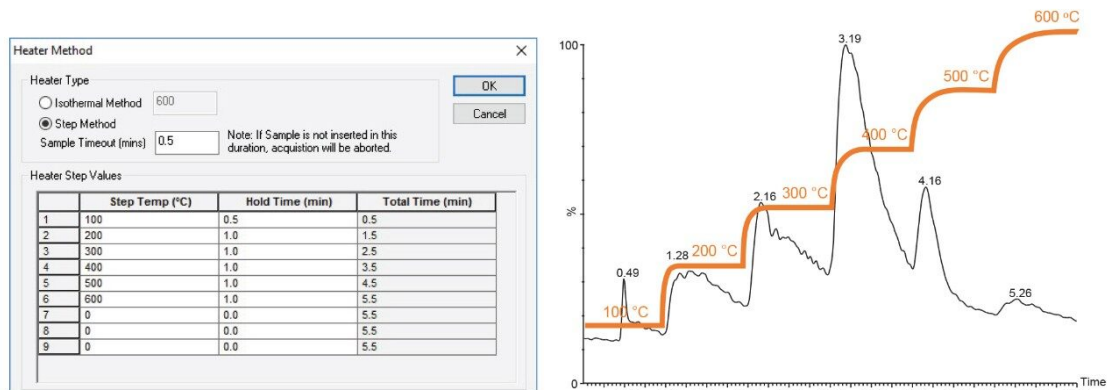 Heater Method
Heater Type
Isothermal Method 600
Step Method
Sample Timeout (mins) 0.5
Note: If Sample is not inserted in this
duration, acquistion will be aborted.
OK
Cancel
Heater Step Values
Step Temp (ºC) Hold Time (min) Total Time (min)
1 100 0.5 0.5
2 200 1.0 1.5
3 300 1.0 2.5
4 400 1.0 3.5
5 500 1.0 4.5
6 600 1.0 5.5
7 0 0.0 5.5
8 0 0.0 5.5
9 0 0.0 5.5
100
%
0
0.49
1.28
2.16
3.19
4.16
5.26
100 °C
200 °C
300 °C
400 °C
500 °C
600 °C
Time